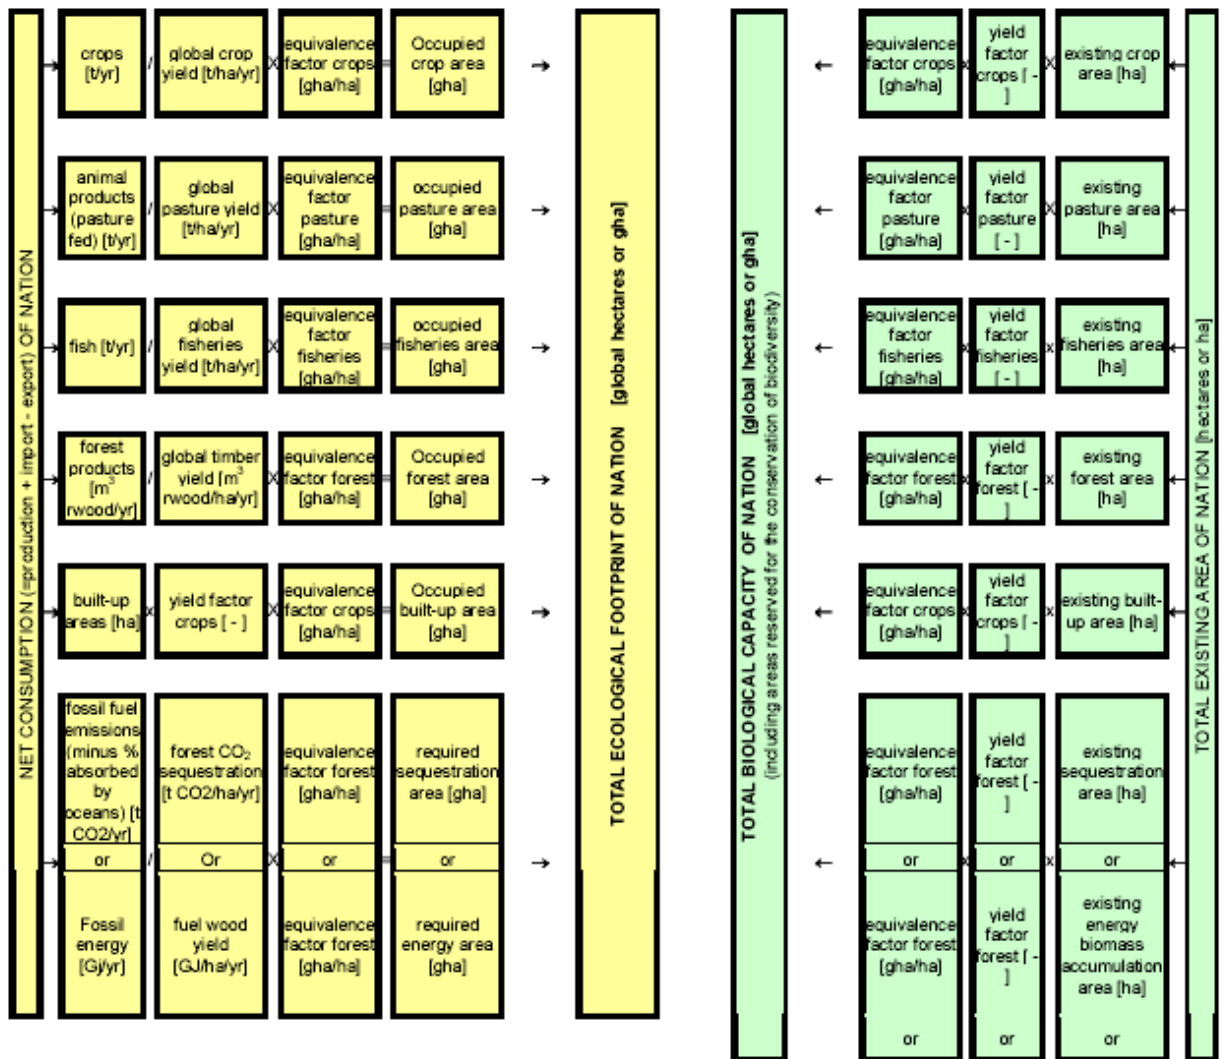 NET CONSUMPTION (=production + import - export) OF NATION
crops
[t/yr]
/
global crop
yield [t/ha/yr]
X
equivalence
factor crops
[gha/ha]
=
Occupied
crop area
[gha]
→
←
equivalence
factor crops
[gha/ha]
x
yield
factor
crops [ -
]
x
existing crop
area [ha]
←
animal
products
(pasture
fed) [t/yr]
/
global
pasture yield
[t/ha/yr]
X
equivalence
factor
pasture
[gha/ha]
=
occupied
pasture area
[gha]
→
←
equivalence
factor
pasture
[gha/ha]
x
yield
factor
pasture
[ - ]
X
existing
pasture area
[ha]
←
fish [t/yr]
/
global
fisheries
yield [t/ha/yr]
X
equivalence
factor
fisheries
[gha/ha]
=
occupied
fisheries area
[gha]
→
←
equivalence
factor
fisheries
[gha/ha]
x
yield
factor
fisheries
[ - ]
x
existing
fisheries area
[ha]
←
forest
products
[m³
rwood/yr]
/
global timber
yield [m³
rwood/ha/yr]
X
equivalence
factor forest
[gha/ha]
=
Occupied
forest area
[gha]
→
←
equivalence
factor forest
[gha/ha]
x
yield
factor
forest [ -
]
x
existing
forest area
[ha]
←
built-up
areas [ha]
x
yield factor
crops [ - ]
X
equivalence
factor crops
[gha/ha]
=
Occupied
built-up area
[gha]
→
←
equivalence
factor crops
[gha/ha]
x
yield
factor
crops [ -
]
x
existing built-
up area [ha]
←
fossil fuel
emissions
(minus %
absorbed
by
oceans) [t
CO2/yr]
forest CO₂
sequestration
[t CO2/ha/yr]
equivalence
factor forest
[gha/ha]
required
sequestration
area [gha]
equivalence
factor forest
[gha/ha]
yield
factor
forest [ -
]
existing
sequestration
area [ha]
or
/
Or
X
or
=
or
→
←
or
x
or
x
or
←
Fossil
energy
[Gj/yr]
fuel wood
yield
[GJ/ha/yr]
equivalence
factor forest
[gha/ha]
required
energy area
[gha]
equivalence
factor forest
[gha/ha]
yield
factor
forest [ -
]
existing
energy
biomass
accumulation
area [ha]
or
or
or
TOTAL ECOLOGICAL FOOTPRINT OF NATION [global hectares or gha]
TOTAL BIOLOGICAL CAPACITY OF NATION [global hectares or gha]
(including areas reserved for the conservation of biodiversity)
TOTAL EXISTING AREA OF NATION [hectares or ha]